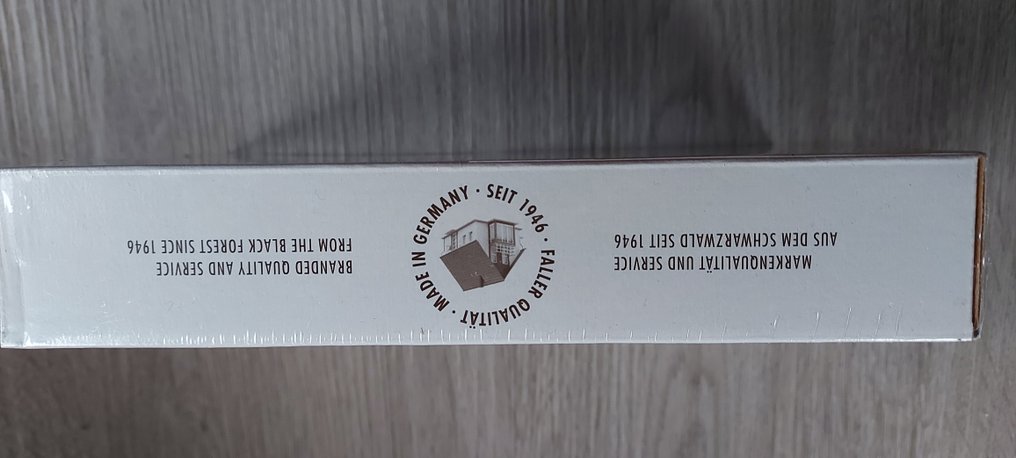 MARKENQUALITÄT UND SERVICE
AUS DEM SCHWARZWALD SEIT 1946
MADE IN GERMANY · SEIT 1946 · FALLER QUALITÄT ·
BRANDED QUALITY AND SERVICE
FROM THE BLACK FOREST SINCE 1946